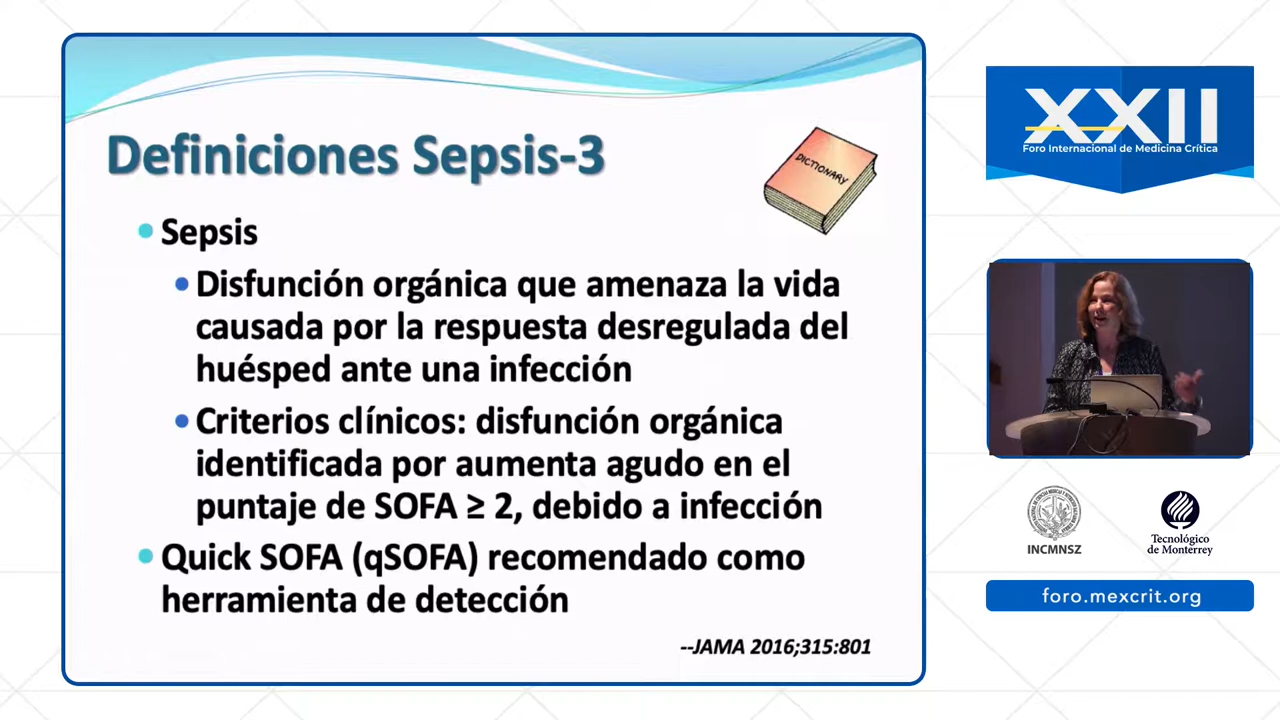 Definiciones Sepsis-3
DICTIONARY
Sepsis
Disfunción orgánica que amenaza la vida
causada por la respuesta desregulada del
huésped ante una infección
Criterios clínicos: disfunción orgánica
identificada por aumenta agudo en el
puntaje de SOFA ≥ 2, debido a infección
Quick SOFA (qSOFA) recomendado como
herramienta de detección
--JAMA 2016;315:801
XXII
Foro Internacional de Medicina Crítica
INCMNSZ
Tecnológico
de Monterrey
foro.mexcrit.org